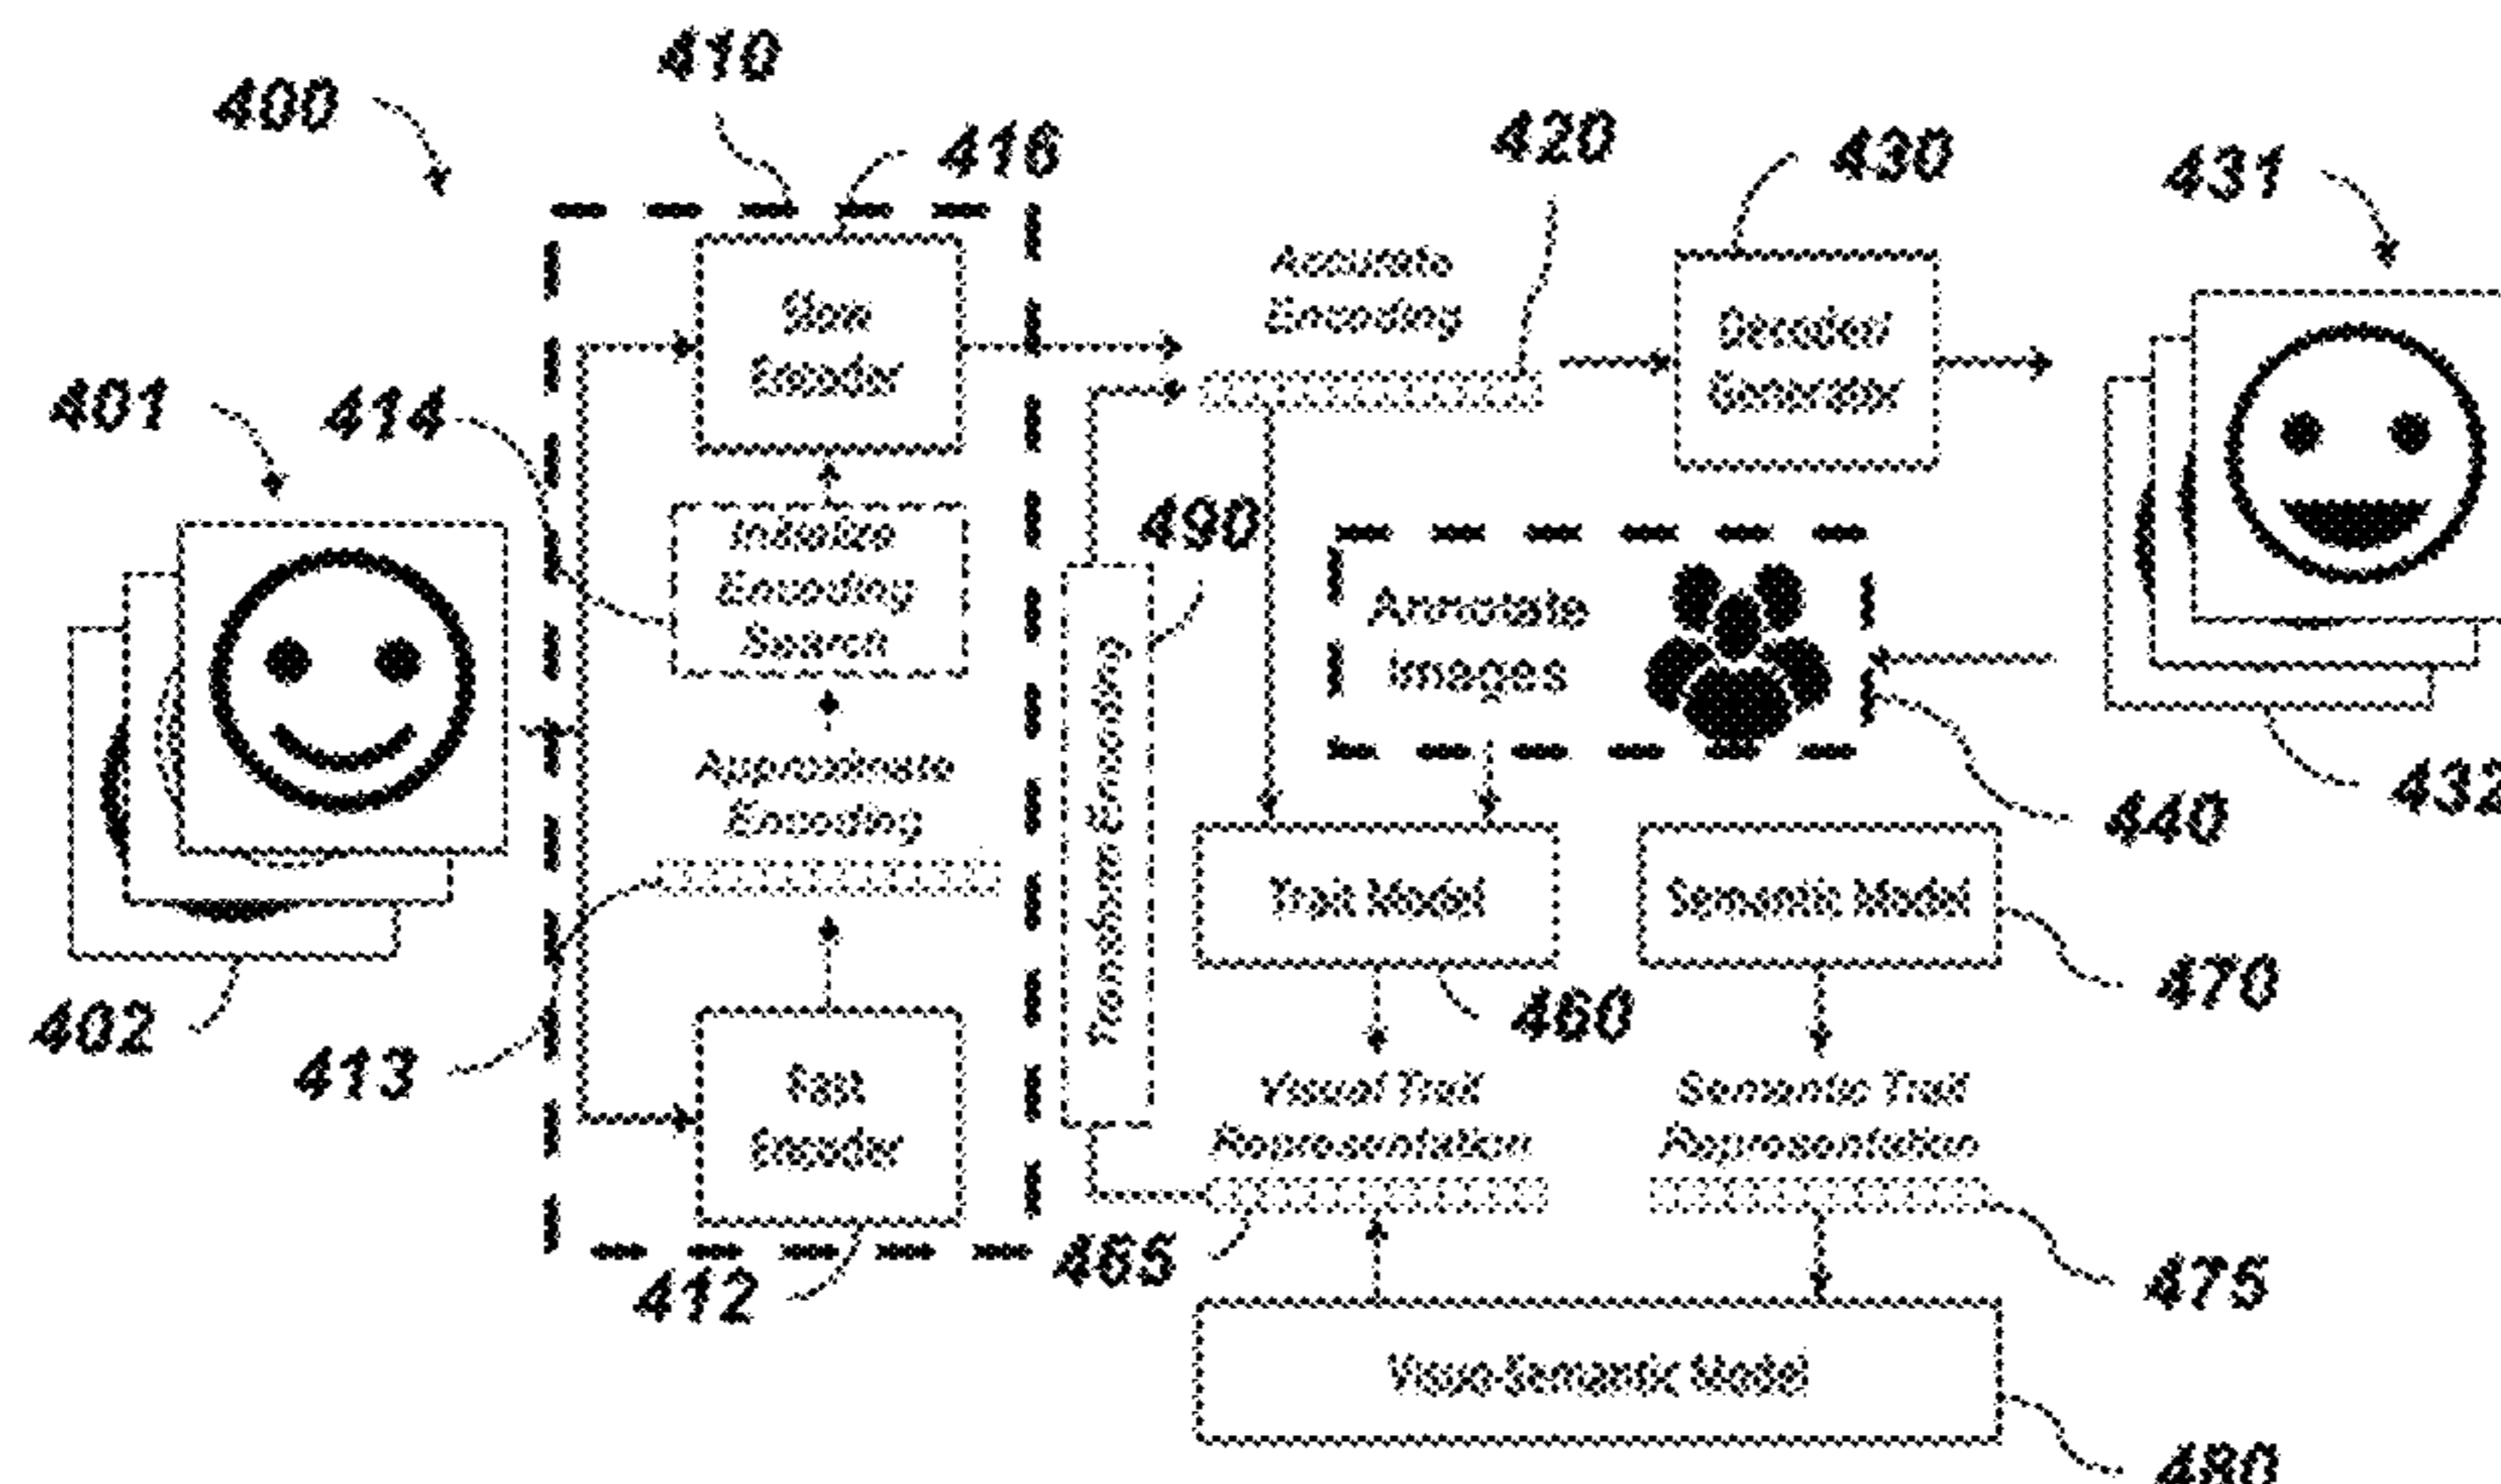 410
400
416
420
430
431
Slow
Encoder
Accurate
Encoding
Decoder
Generator
401
414
490
Initialize
Encoding
Search
Annotate
Images
Approximate
Encoding
432
440
Trait Model
Semantic Model
402
413
460
470
Fast
Encoder
Visual Trait
Representation
Semantic Trait
Representation
412
465
475
Visuo-Semantic Model
480